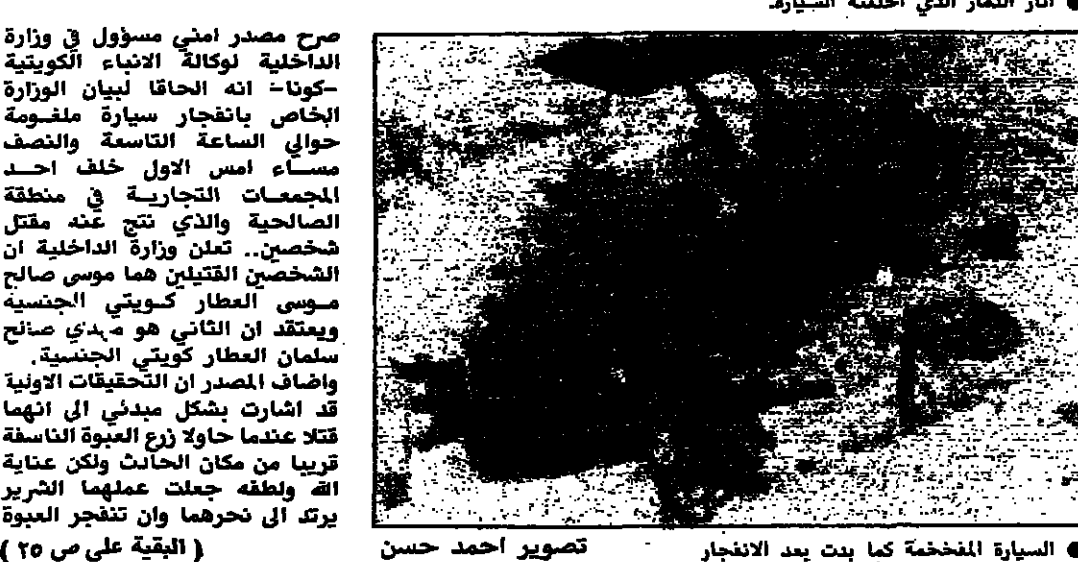 ● اثار الدمار الذي احدثته السيارة.
صرح مصدر امني مسؤول في وزارة
الداخلية لوكالة الانباء الكويتية
-كونا- انه الحاقا لبيان الوزارة
الخاص بانفجار سيارة ملغومة
حوالي الساعة التاسعة والنصف
مساء امس الاول خلف احد
المجمعات التجارية في منطقة
الصالحية والذي نتج عنه مقتل
شخصين.. تعلن وزارة الداخلية ان
الشخصين القتيلين هما موسى صالح
موسى العطار كويتي الجنسية
ويعتقد ان الثاني هو مهدي صالح
سلمان العطار كويتي الجنسية.
واضاف المصدر ان التحقيقات الاولية
قد اشارت بشكل مبدئي الى انهما
قتلا عندما حاولا زرع العبوة الناسفة
قريبا من مكان الحادث ولكن عناية
الله ولطفه جعلت عملهما الشرير
يرتد الى نحرهما وان تنفجر العبوة
( البقية على ص ٢٥ )
● السيارة المفخخمة كما بدت بعد الانفجار
تصوير احمد حسن